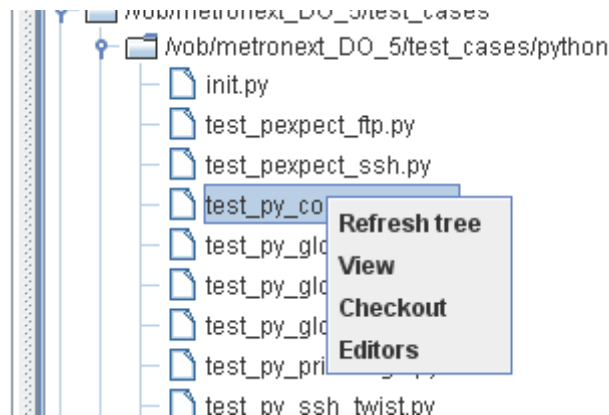 /vob/metronext_DO_5/test_cases
/vob/metronext_DO_5/test_cases/python
init.py
test_pexpect_ftp.py
test_pexpect_ssh.py
test_py_co
Refresh tree
test_py_glo
View
test_py_glo
Checkout
test_py_glo
Editors
test_py_pri
test_py_ssh_twist.py